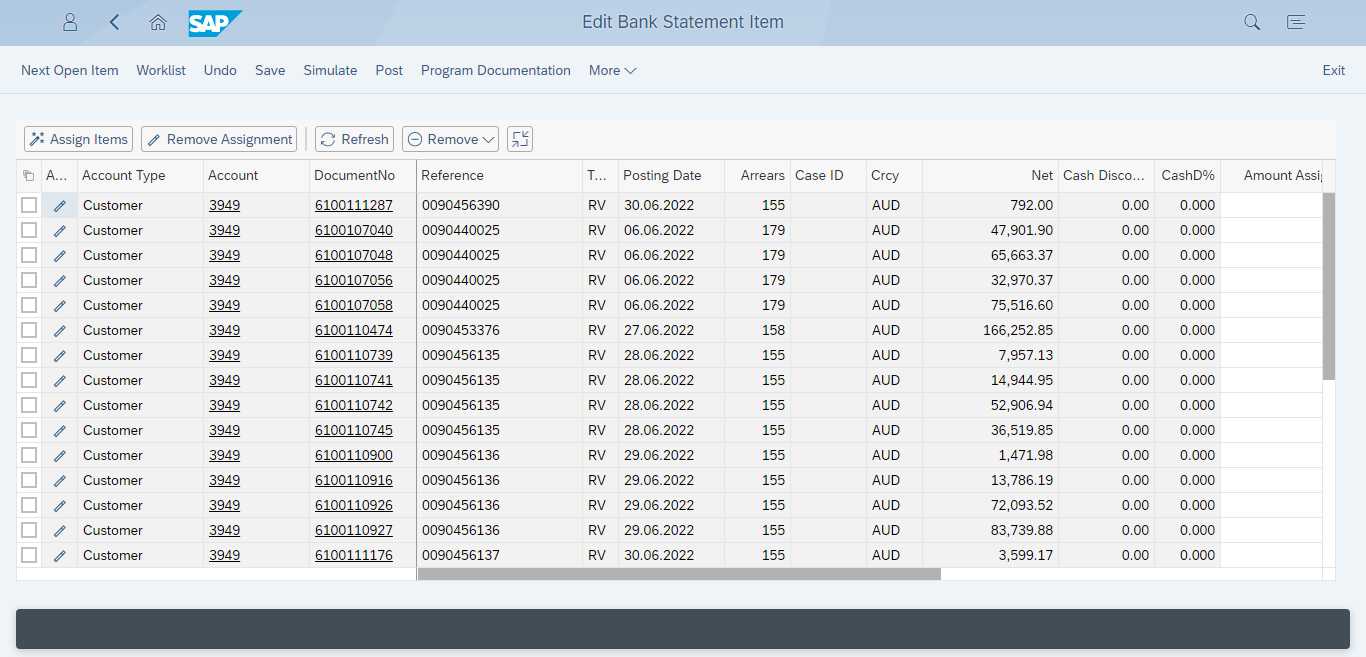 SAP Edit Bank Statement Item
Next Open Item Worklist Undo Save Simulate Post Program Documentation More Exit
Assign Items Remove Assignment Refresh Remove
A... Account Type Account DocumentNo Reference T... Posting Date Arrears Case ID Crcy Net Cash Disco... CashD% Amount Assi
Customer 3949 6100111287 0090456390 RV 30.06.2022 155 AUD 792.00 0.00 0.000
Customer 3949 6100107040 0090440025 RV 06.06.2022 179 AUD 47,901.90 0.00 0.000
Customer 3949 6100107048 0090440025 RV 06.06.2022 179 AUD 65,663.37 0.00 0.000
Customer 3949 6100107056 0090440025 RV 06.06.2022 179 AUD 32,970.37 0.00 0.000
Customer 3949 6100107058 0090440025 RV 06.06.2022 179 AUD 75,516.60 0.00 0.000
Customer 3949 6100110474 0090453376 RV 27.06.2022 158 AUD 166,252.85 0.00 0.000
Customer 3949 6100110739 0090456135 RV 28.06.2022 155 AUD 7,957.13 0.00 0.000
Customer 3949 6100110741 0090456135 RV 28.06.2022 155 AUD 14,944.95 0.00 0.000
Customer 3949 6100110742 0090456135 RV 28.06.2022 155 AUD 52,906.94 0.00 0.000
Customer 3949 6100110745 0090456135 RV 28.06.2022 155 AUD 36,519.85 0.00 0.000
Customer 3949 6100110900 0090456136 RV 29.06.2022 155 AUD 1,471.98 0.00 0.000
Customer 3949 6100110916 0090456136 RV 29.06.2022 155 AUD 13,786.19 0.00 0.000
Customer 3949 6100110926 0090456136 RV 29.06.2022 155 AUD 72,093.52 0.00 0.000
Customer 3949 6100110927 0090456136 RV 29.06.2022 155 AUD 83,739.88 0.00 0.000
Customer 3949 6100111176 0090456137 RV 30.06.2022 155 AUD 3,599.17 0.00 0.000